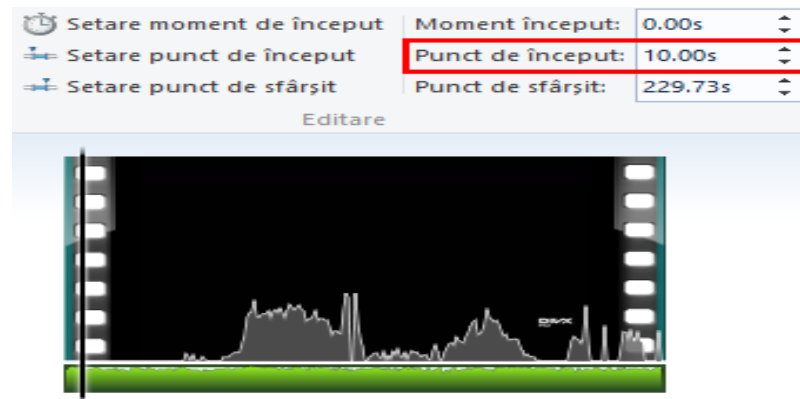 Setare moment de început Moment început: 0.00s
Setare punct de început Punct de început: 10.00s
Setare punct de sfârșit Punct de sfârșit: 229.73s
Editare